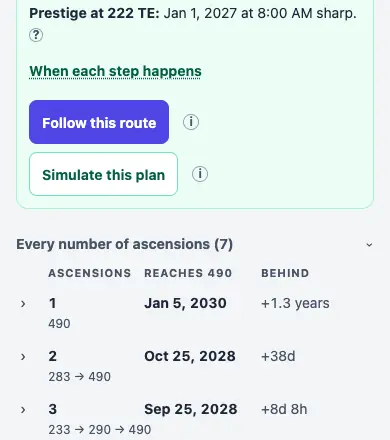 Prestige at 222 TE: Jan 1, 2027 at 8:00 AM sharp.
?
When each step happens
Follow this route
Simulate this plan
Every number of ascensions (7)
ASCENSIONS REACHES 490 BEHIND
1 Jan 5, 2030 +1.3 years
490
2 Oct 25, 2028 +38d
283 → 490
3 Sep 25, 2028 +8d 8h
233 → 290 → 490